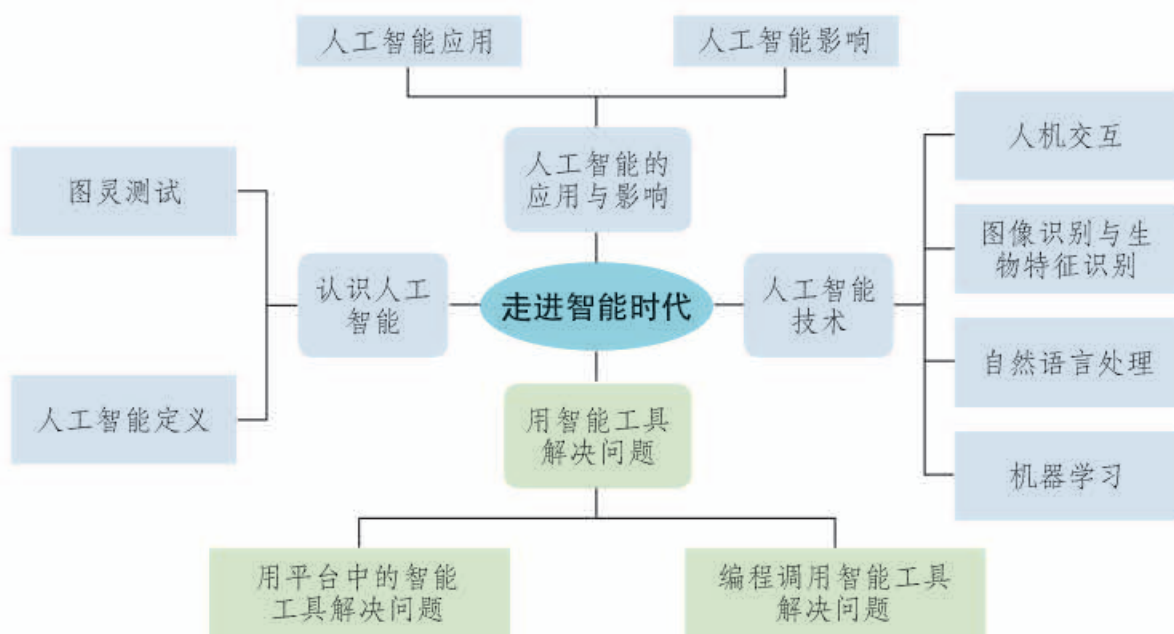 人工智能应用
人工智能影响
人工智能的
应用与影响
图灵测试
人工智能定义
认识人工
智能
走进智能时代
人工智能
技术
人机交互
图像识别与生
物特征识别
自然语言处理
机器学习
用智能工具
解决问题
用平台中的智能
工具解决问题
编程调用智能工具
解决问题